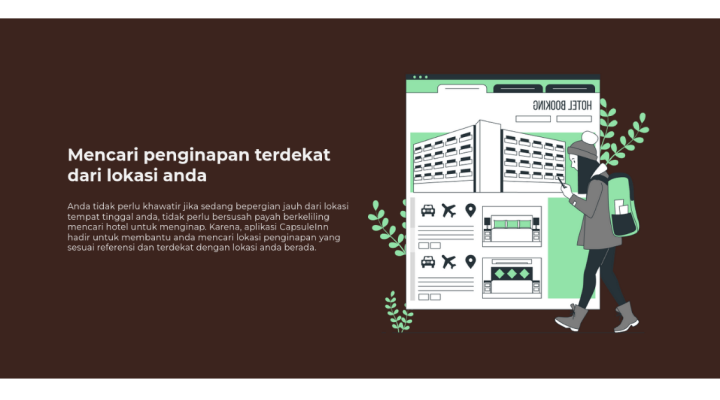 Mencari penginapan terdekat
dari lokasi anda
Anda tidak perlu khawatir jika sedang bepergian jauh dari lokasi
tempat tinggal anda, tidak perlu bersusah payah berkeliling
mencari hotel untuk menginap. Karena, aplikasi CapsuleInn
hadir untuk membantu anda mencari lokasi penginapan yang
sesuai referensi dan terdekat dengan lokasi anda berada.
HOTEL BOOKING